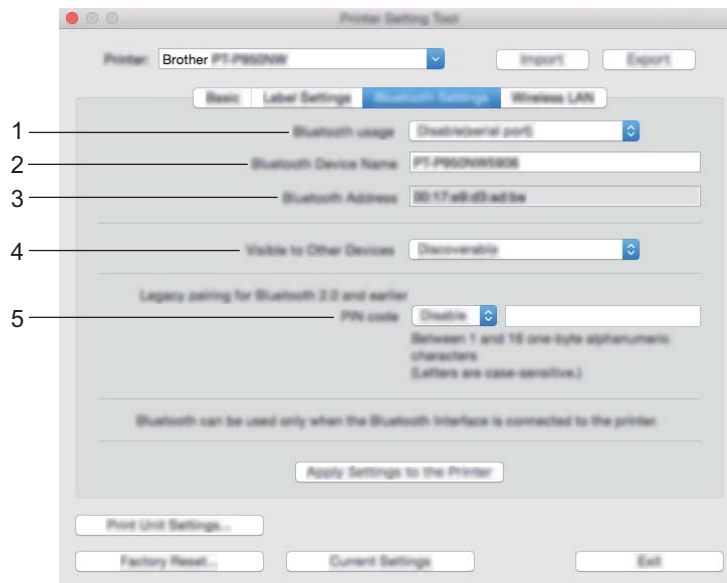 Printer Setting Tool
Printer: Brother PT-P950NW Import Export
Basic Label Settings Bluetooth Settings Wireless LAN
1 Bluetooth usage Disable(serial port)
2 Bluetooth Device Name PT-P950NW5906
3 Bluetooth Address 00:17:e9:d3:ad:be
4 Visible to Other Devices Discoverable
Legacy pairing for Bluetooth 2.0 and earlier
5 PIN code Disable
Between 1 and 16 one-byte alphanumeric
characters
(Letters are case-sensitive.)
Bluetooth can be used only when the Bluetooth Interface is connected to the printer.
Apply Settings to the Printer
Print Unit Settings...
Factory Reset... Current Settings Exit